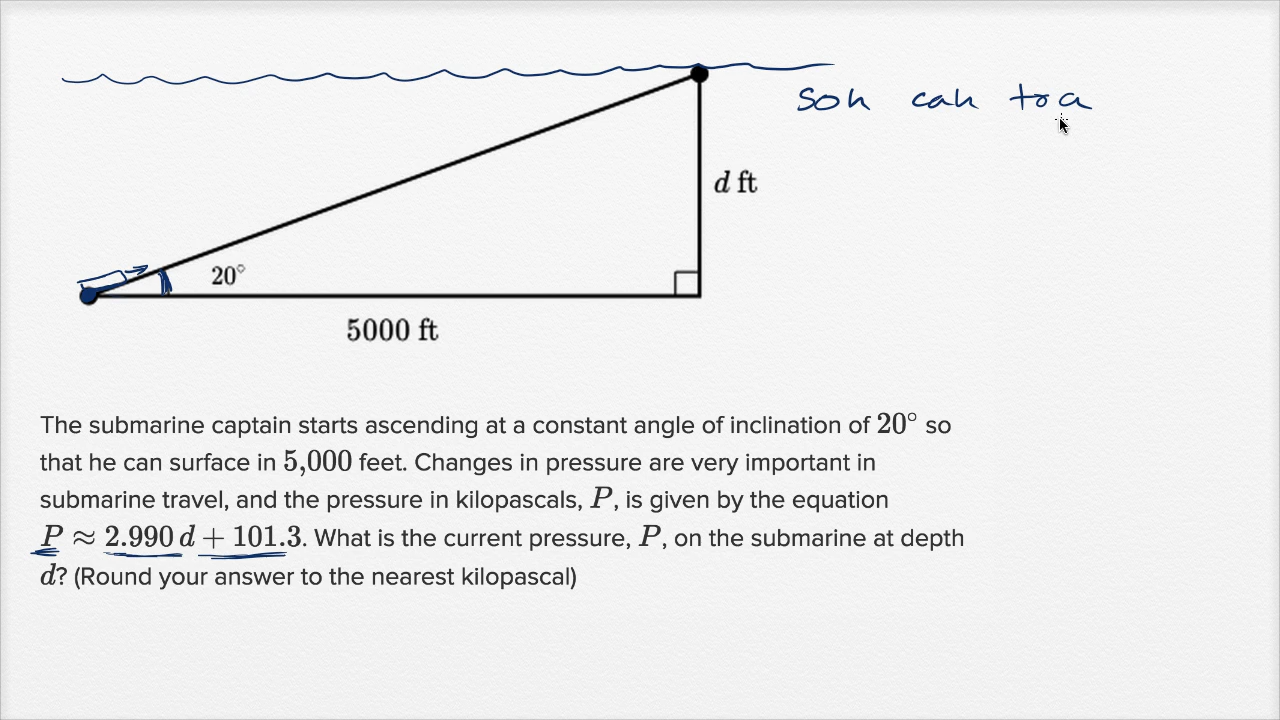 soh cah toa
d ft
20°
5000 ft
The submarine captain starts ascending at a constant angle of inclination of 20° so
that he can surface in 5,000 feet. Changes in pressure are very important in
submarine travel, and the pressure in kilopascals, P, is given by the equation
P ≈ 2.990 d + 101.3. What is the current pressure, P, on the submarine at depth
d? (Round your answer to the nearest kilopascal)